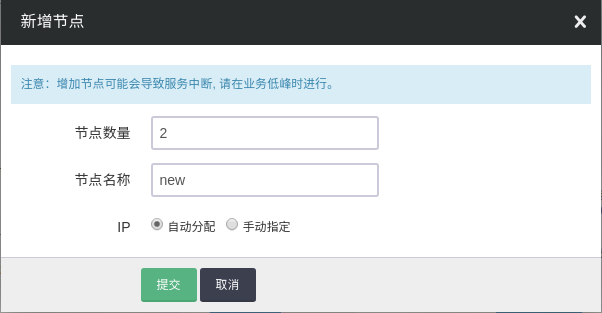 新增节点
注意：增加节点可能会导致服务中断, 请在业务低峰时进行。
节点数量 2
节点名称 new
IP 自动分配 手动指定
提交 取消